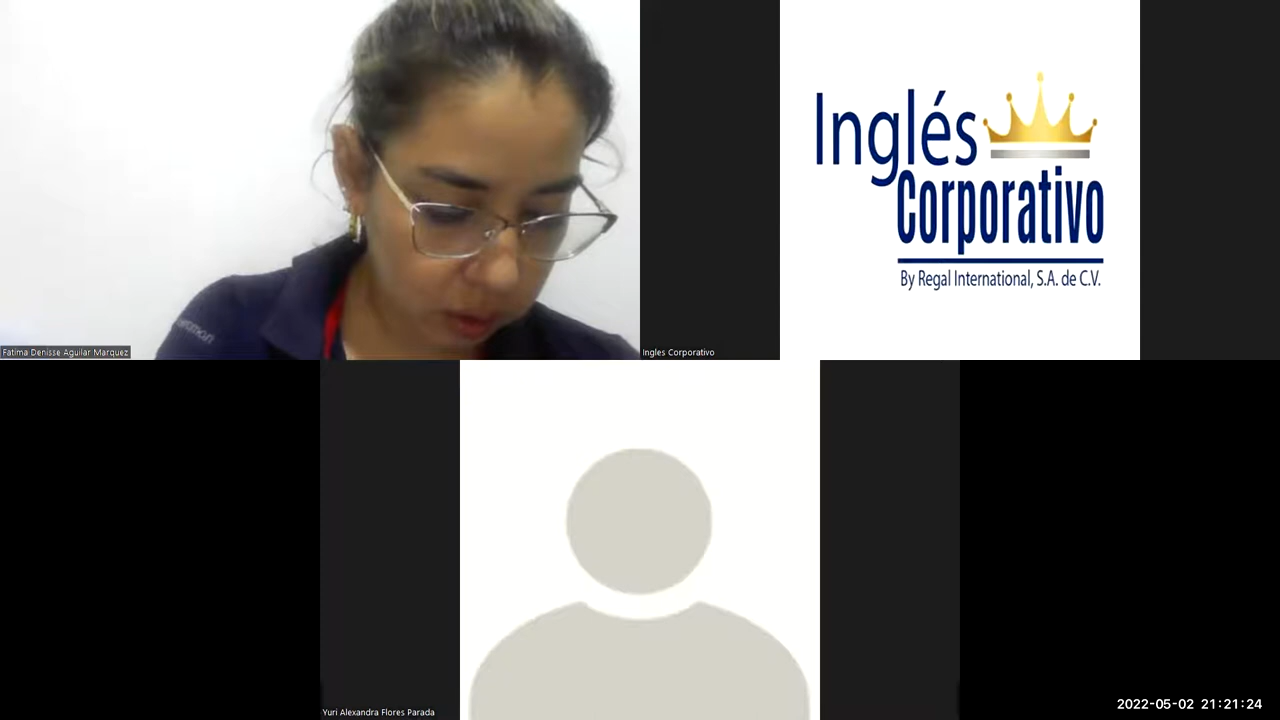 Inglés
Corporativo
By Regal International, S.A. de C.V.
Fatima Denisse Aguilar Marquez
Ingles Corporativo
Yuri Alexandra Flores Parada
2022-05-02 21:21:24